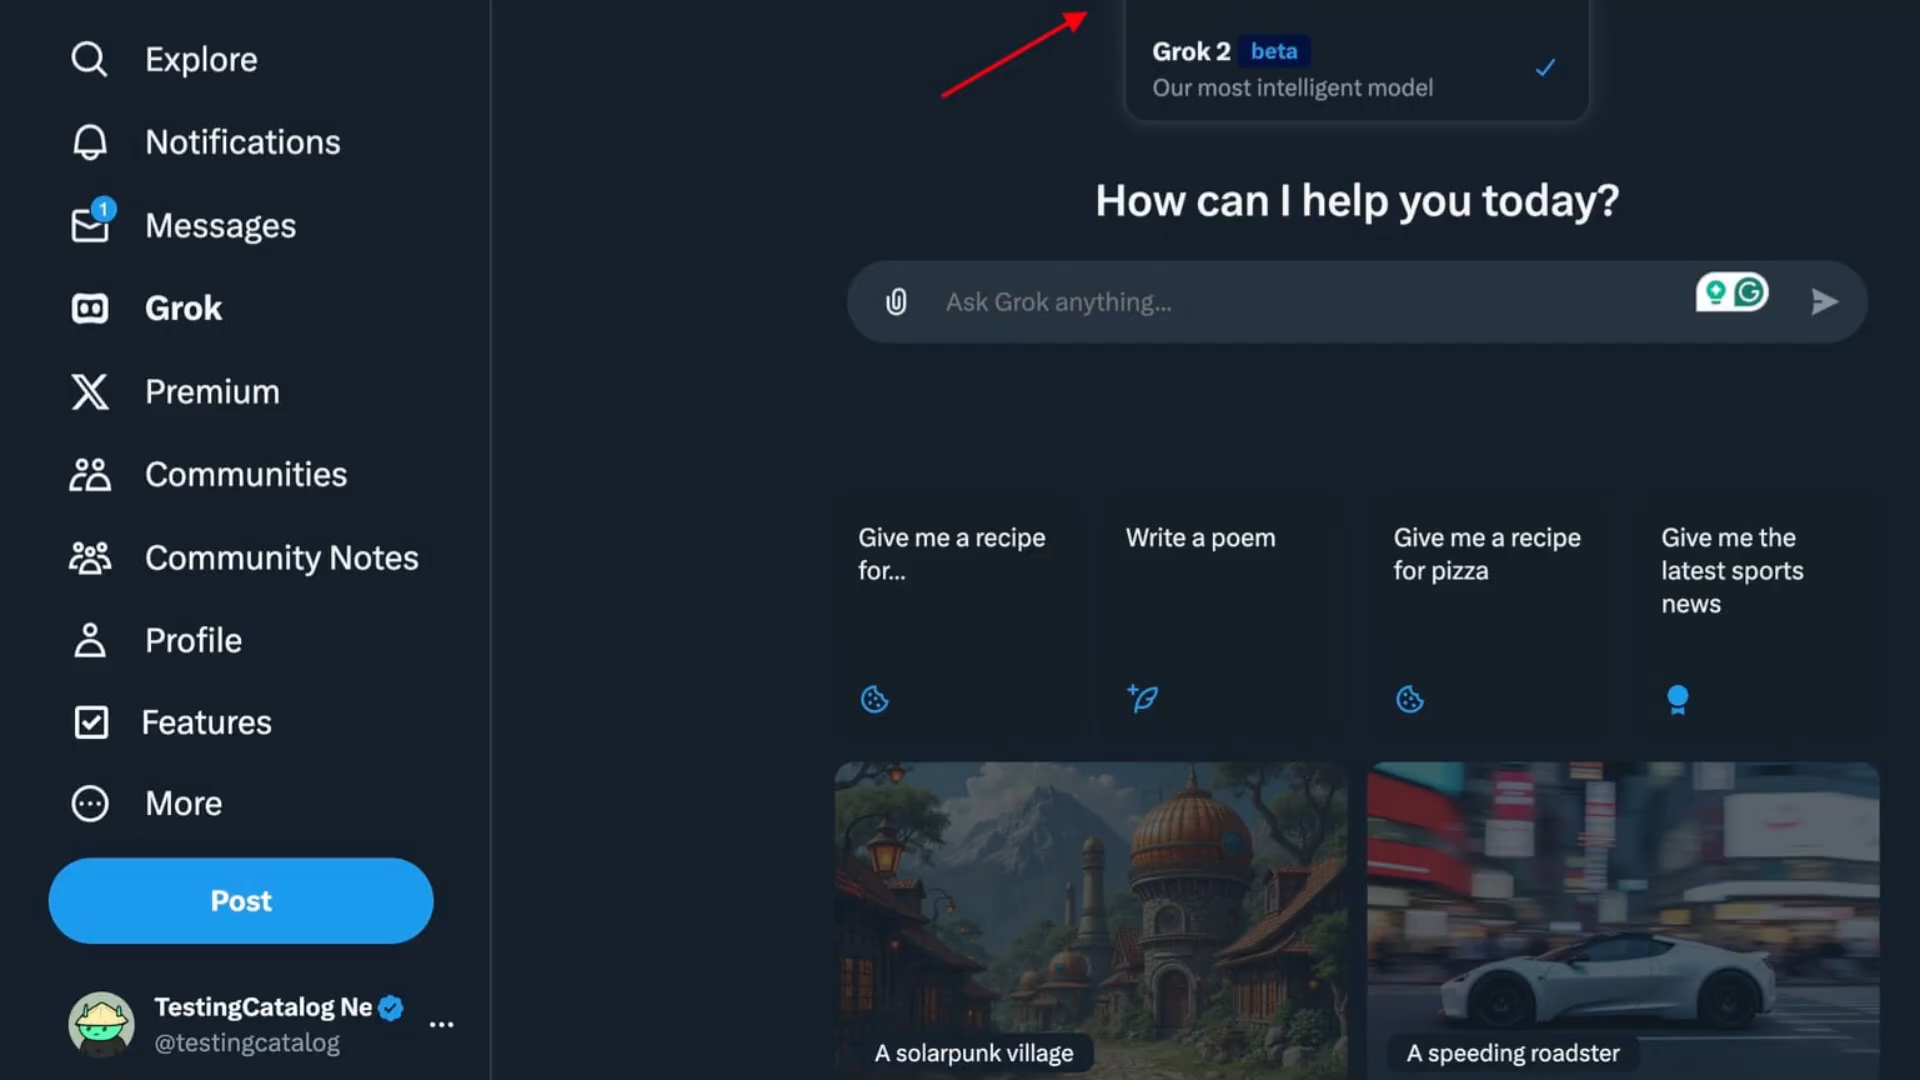 Explore
Notifications
1
Messages
Grok
Premium
Communities
Community Notes
Profile
Features
More
Post
TestingCatalog Ne
@testingcatalog
Grok 2 beta
Our most intelligent model
How can I help you today?
Ask Grok anything...
Give me a recipe
for...
Write a poem
Give me a recipe
for pizza
Give me the
latest sports
news
A solarpunk village
A speeding roadster